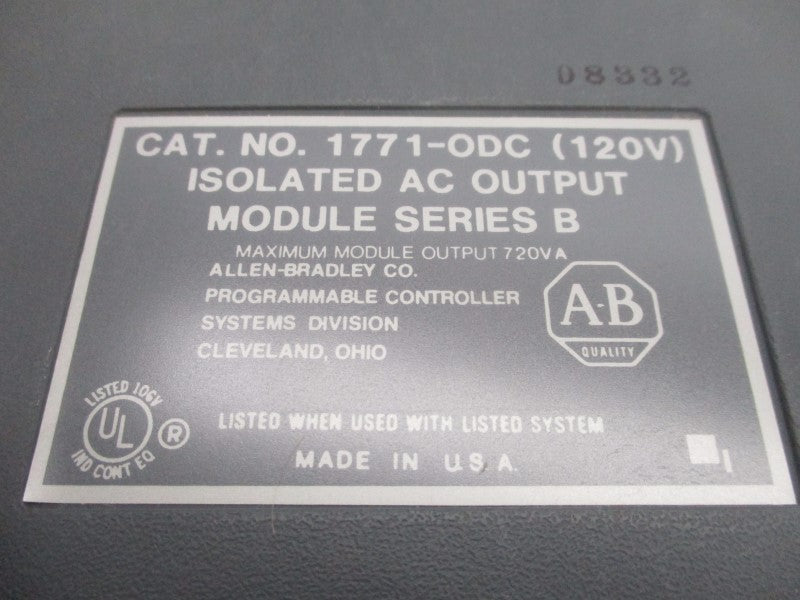 08332
CAT. NO. 1771-ODC (120V)
ISOLATED AC OUTPUT
MODULE SERIES B
MAXIMUM MODULE OUTPUT 720VA
ALLEN-BRADLEY CO.
PROGRAMMABLE CONTROLLER
SYSTEMS DIVISION
CLEVELAND, OHIO
A-B
QUALITY
LISTED 106V
UL ®
IND CONT EQ
LISTED WHEN USED WITH LISTED SYSTEM
MADE IN U.S.A.